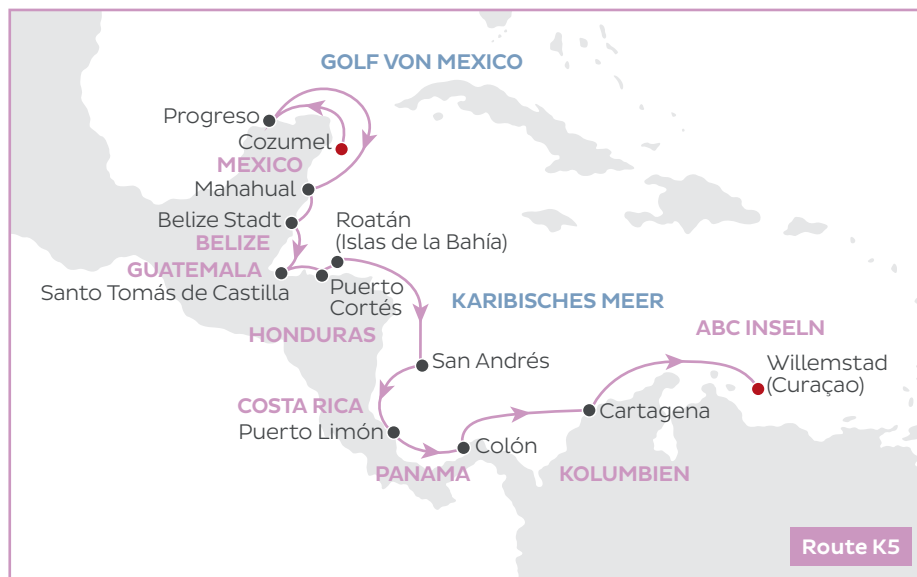 GOLF VON MEXICO
Progreso
Cozumel
MEXICO
Mahahual
Belize Stadt
Roatán
(Islas de la Bahía)
BELIZE
GUATEMALA
Santo Tomás de Castilla
Puerto
Cortés
KARIBISCHES MEER
HONDURAS
ABC INSELN
San Andrés
Willemstad
(Curaçao)
COSTA RICA
Puerto Limón
Cartagena
Colón
PANAMA
KOLUMBIEN
Route K5